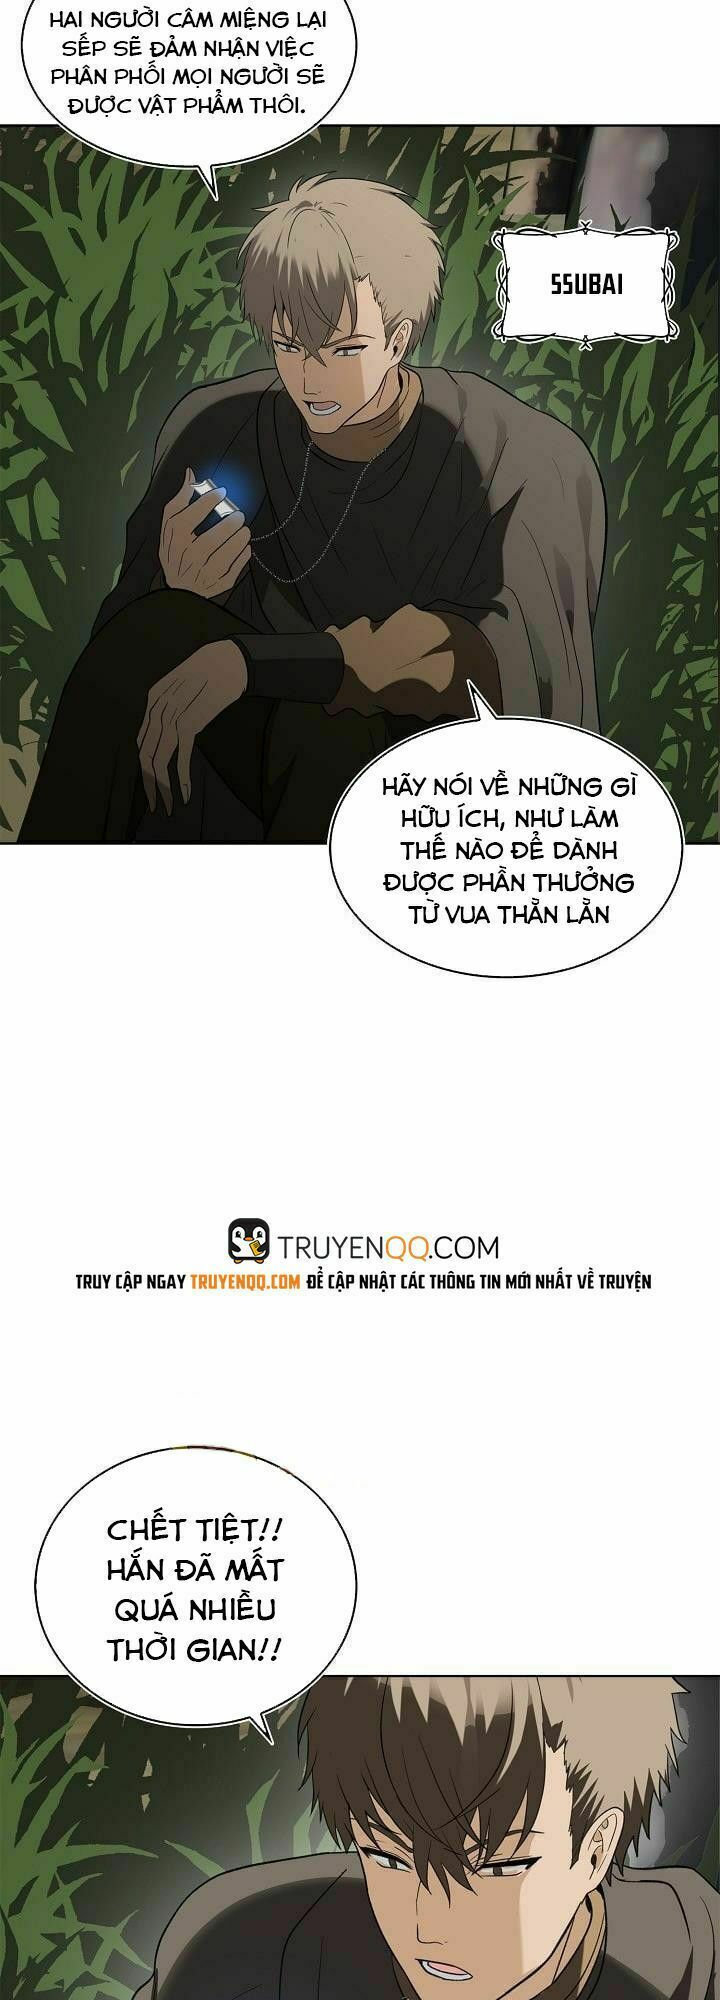 HAI NGƯỜI CÂM MIỆNG LẠI
SẾP SẼ ĐẢM NHẬN VIỆC
PHÂN PHỐI MỌI NGƯỜI SẼ
ĐƯỢC VẬT PHẨM THÔI.
SSUBAI
HÃY NÓI VỀ NHỮNG GÌ
HỮU ÍCH, NHƯ LÀM
THẾ NÀO ĐỂ DÀNH
ĐƯỢC PHẦN THƯỞNG
TỪ VUA THẰN LẰN
TRUYENQQ.COM
TRUY CẬP NGAY TRUYENQQ.COM ĐỂ CẬP NHẬT CÁC THÔNG TIN MỚI NHẤT VỀ TRUYỆN
CHẾT TIỆT!!
HẮN ĐÃ MẤT
QUÁ NHIỀU
THỜI GIAN!!